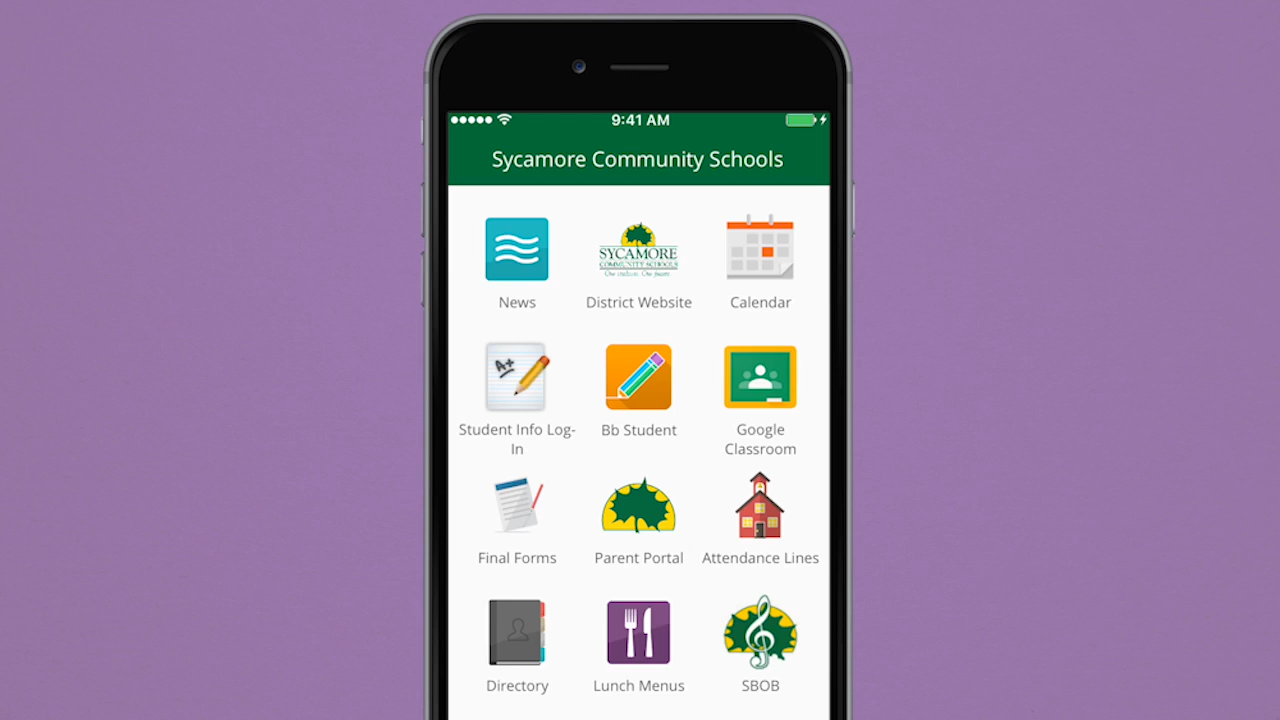 9:41 AM
Sycamore Community Schools
SYCAMORE
COMMUNITY SCHOOLS
News
District Website
Calendar
A+
Student Info Log-
In
Bb Student
Google
Classroom
Final Forms
Parent Portal
Attendance Lines
Directory
Lunch Menus
SBOB